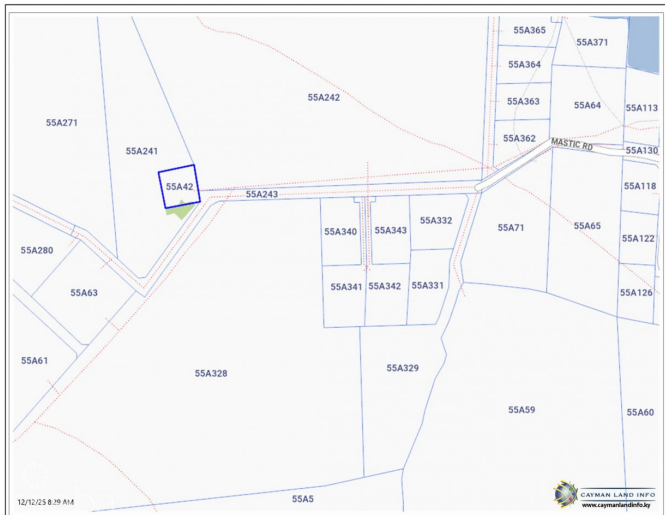 55A365
55A371
55A364
55A242
55A363
55A64
55A113
55A271
55A362
MASTIC RD
55A241
55A130
55A42
55A243
55A118
55A332
55A340
55A343
55A71
55A65
55A122
55A280
55A63
55A341
55A342
55A331
55A126
55A61
55A328
55A329
55A59
55A60
55A5
12/12/25 8:29 AM
CAYMAN LAND INFO
www.caymanlandinfo.ky